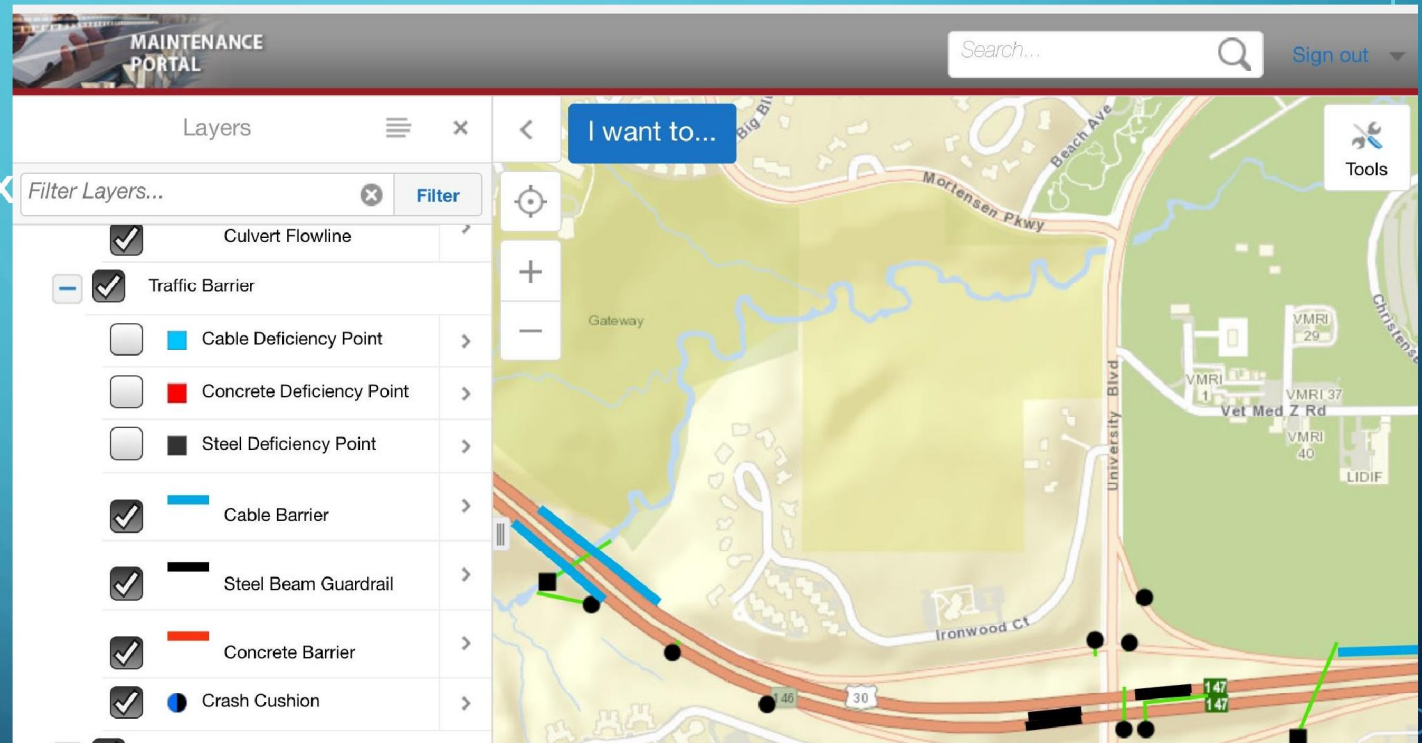 MAINTENANCE
PORTAL
Search...
Sign out
Layers
I want to...
Tools
Filter Layers...
Filter
Culvert Flowline
Traffic Barrier
Cable Deficiency Point
Concrete Deficiency Point
Steel Deficiency Point
Cable Barrier
Steel Beam Guardrail
Concrete Barrier
Crash Cushion
Beach Ave
Mortensen Pkwy
Gateway
University Blvd
VMRI
29
VMRI
1
VMRI 37
Vet Med Z Rd
VMRI
40
LIDIF
Ironwood Ct
146
30
147
147